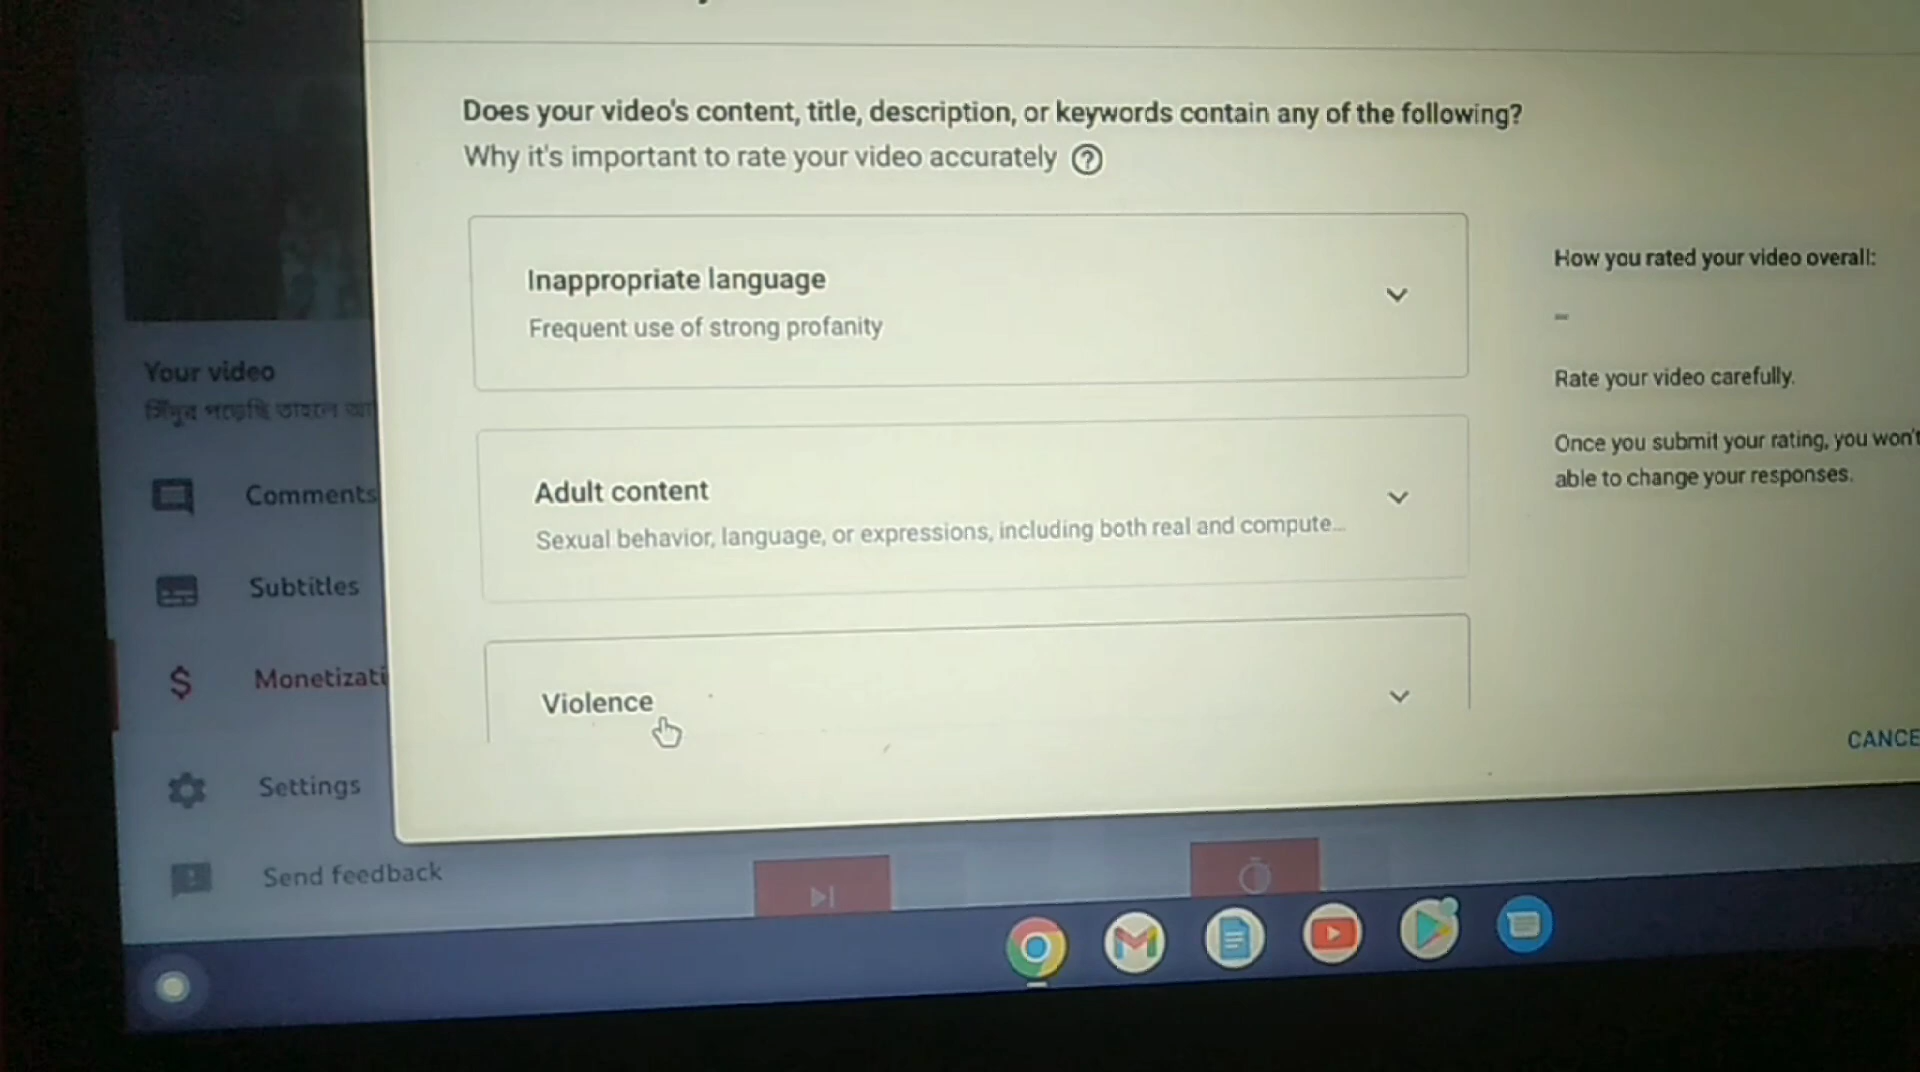 Does your video's content, title, description, or keywords contain any of the following?
Why it's important to rate your video accurately
Inappropriate language
Frequent use of strong profanity
Adult content
Sexual behavior, language, or expressions, including both real and compute...
Violence
How you rated your video overall:
–
Rate your video carefully.
Once you submit your rating, you won't
able to change your responses.
CANCE
Your video
সিঁদুর পড়েছি তাহলে
Comments
Subtitles
Monetizati
Settings
Send feedback